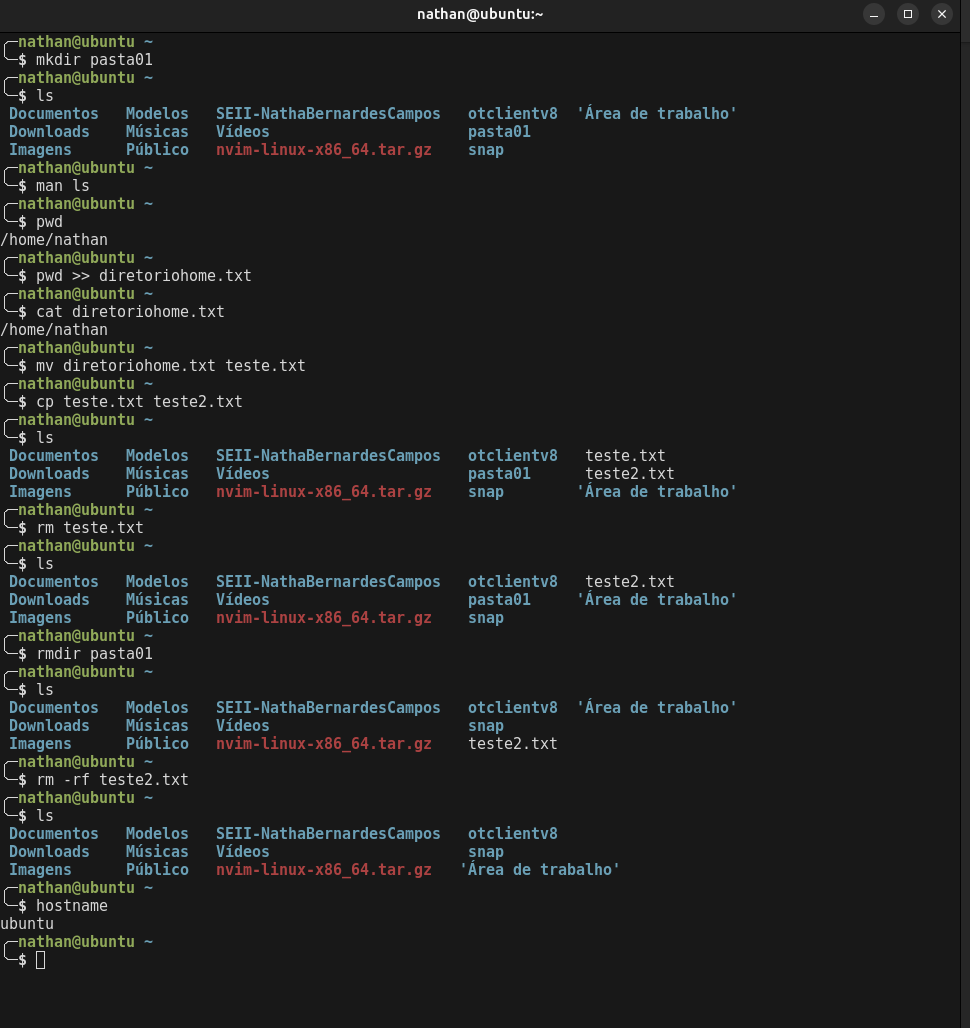 nathan@ubuntu:~
nathan@ubuntu ~
$ mkdir pasta01
nathan@ubuntu ~
$ ls
Documentos Modelos SEII-NathaBernardesCampos otclientv8 'Área de trabalho'
Downloads Músicas Vídeos pasta01
Imagens Público nvim-linux-x86_64.tar.gz snap
nathan@ubuntu ~
$ man ls
nathan@ubuntu ~
$ pwd
/home/nathan
nathan@ubuntu ~
$ pwd >> diretoriohome.txt
nathan@ubuntu ~
$ cat diretoriohome.txt
/home/nathan
nathan@ubuntu ~
$ mv diretoriohome.txt teste.txt
nathan@ubuntu ~
$ cp teste.txt teste2.txt
nathan@ubuntu ~
$ ls
Documentos Modelos SEII-NathaBernardesCampos otclientv8 teste.txt
Downloads Músicas Vídeos pasta01 teste2.txt
Imagens Público nvim-linux-x86_64.tar.gz snap 'Área de trabalho'
nathan@ubuntu ~
$ rm teste.txt
nathan@ubuntu ~
$ ls
Documentos Modelos SEII-NathaBernardesCampos otclientv8 teste2.txt
Downloads Músicas Vídeos pasta01 'Área de trabalho'
Imagens Público nvim-linux-x86_64.tar.gz snap
nathan@ubuntu ~
$ rmdir pasta01
nathan@ubuntu ~
$ ls
Documentos Modelos SEII-NathaBernardesCampos otclientv8 'Área de trabalho'
Downloads Músicas Vídeos snap
Imagens Público nvim-linux-x86_64.tar.gz teste2.txt
nathan@ubuntu ~
$ rm -rf teste2.txt
nathan@ubuntu ~
$ ls
Documentos Modelos SEII-NathaBernardesCampos otclientv8
Downloads Músicas Vídeos snap
Imagens Público nvim-linux-x86_64.tar.gz 'Área de trabalho'
nathan@ubuntu ~
$ hostname
ubuntu
nathan@ubuntu ~
$